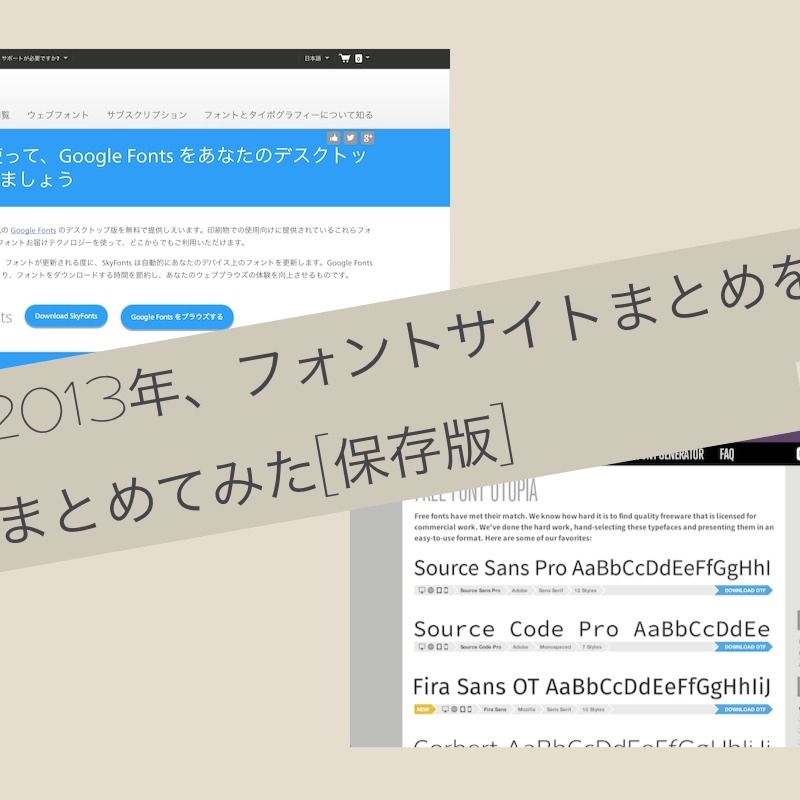 サポートが必要ですか?
日本語
0
覧 ウェブフォント サブスクリプション フォントとタイポグラフィーについて知る
使って、Google Fonts をあなたのデスクトッ
ましょう
の Google Fonts のデスクトップ版を無料で提供しえいます。印刷物での使用向けに提供されているこれらフォ
フォントお届けテクノロジーを使って、どこからでもご利用いただけます。
フォントが更新される度に、SkyFonts は自動的にあなたのデバイス上のフォントを更新します。Google Fonts
り、フォントをダウンロードする時間を節約し、あなたのウェブブラウズの体験を向上させるものです。
ts
Download SkyFonts
Google Fonts をブラウズする
2013年、フォントサイトまとめを
まとめてみた[保存版]
FONT GENERATOR FAQ
FREE FONT UTOPIA
Free fonts have met their match. We know how hard it is to find quality freeware that is licensed for
commercial work. We've done the hard work, hand-selecting these typefaces and presenting them in an
easy-to-use format. Here are some of our favorites:
Source Sans Pro AaBbCcDdEeFfGgHhI
Source Sans Pro Adobe Sans Serif 12 Styles DOWNLOAD OTF
Source Code Pro AaBbCcDdEe
Source Code Pro Adobe Monospaced 7 Styles DOWNLOAD OTF
Fira Sans OT AaBbCcDdEeFfGgHhIiJ
NEW! Fira Sans Mozilla Sans Serif 10 Styles DOWNLOAD OTF